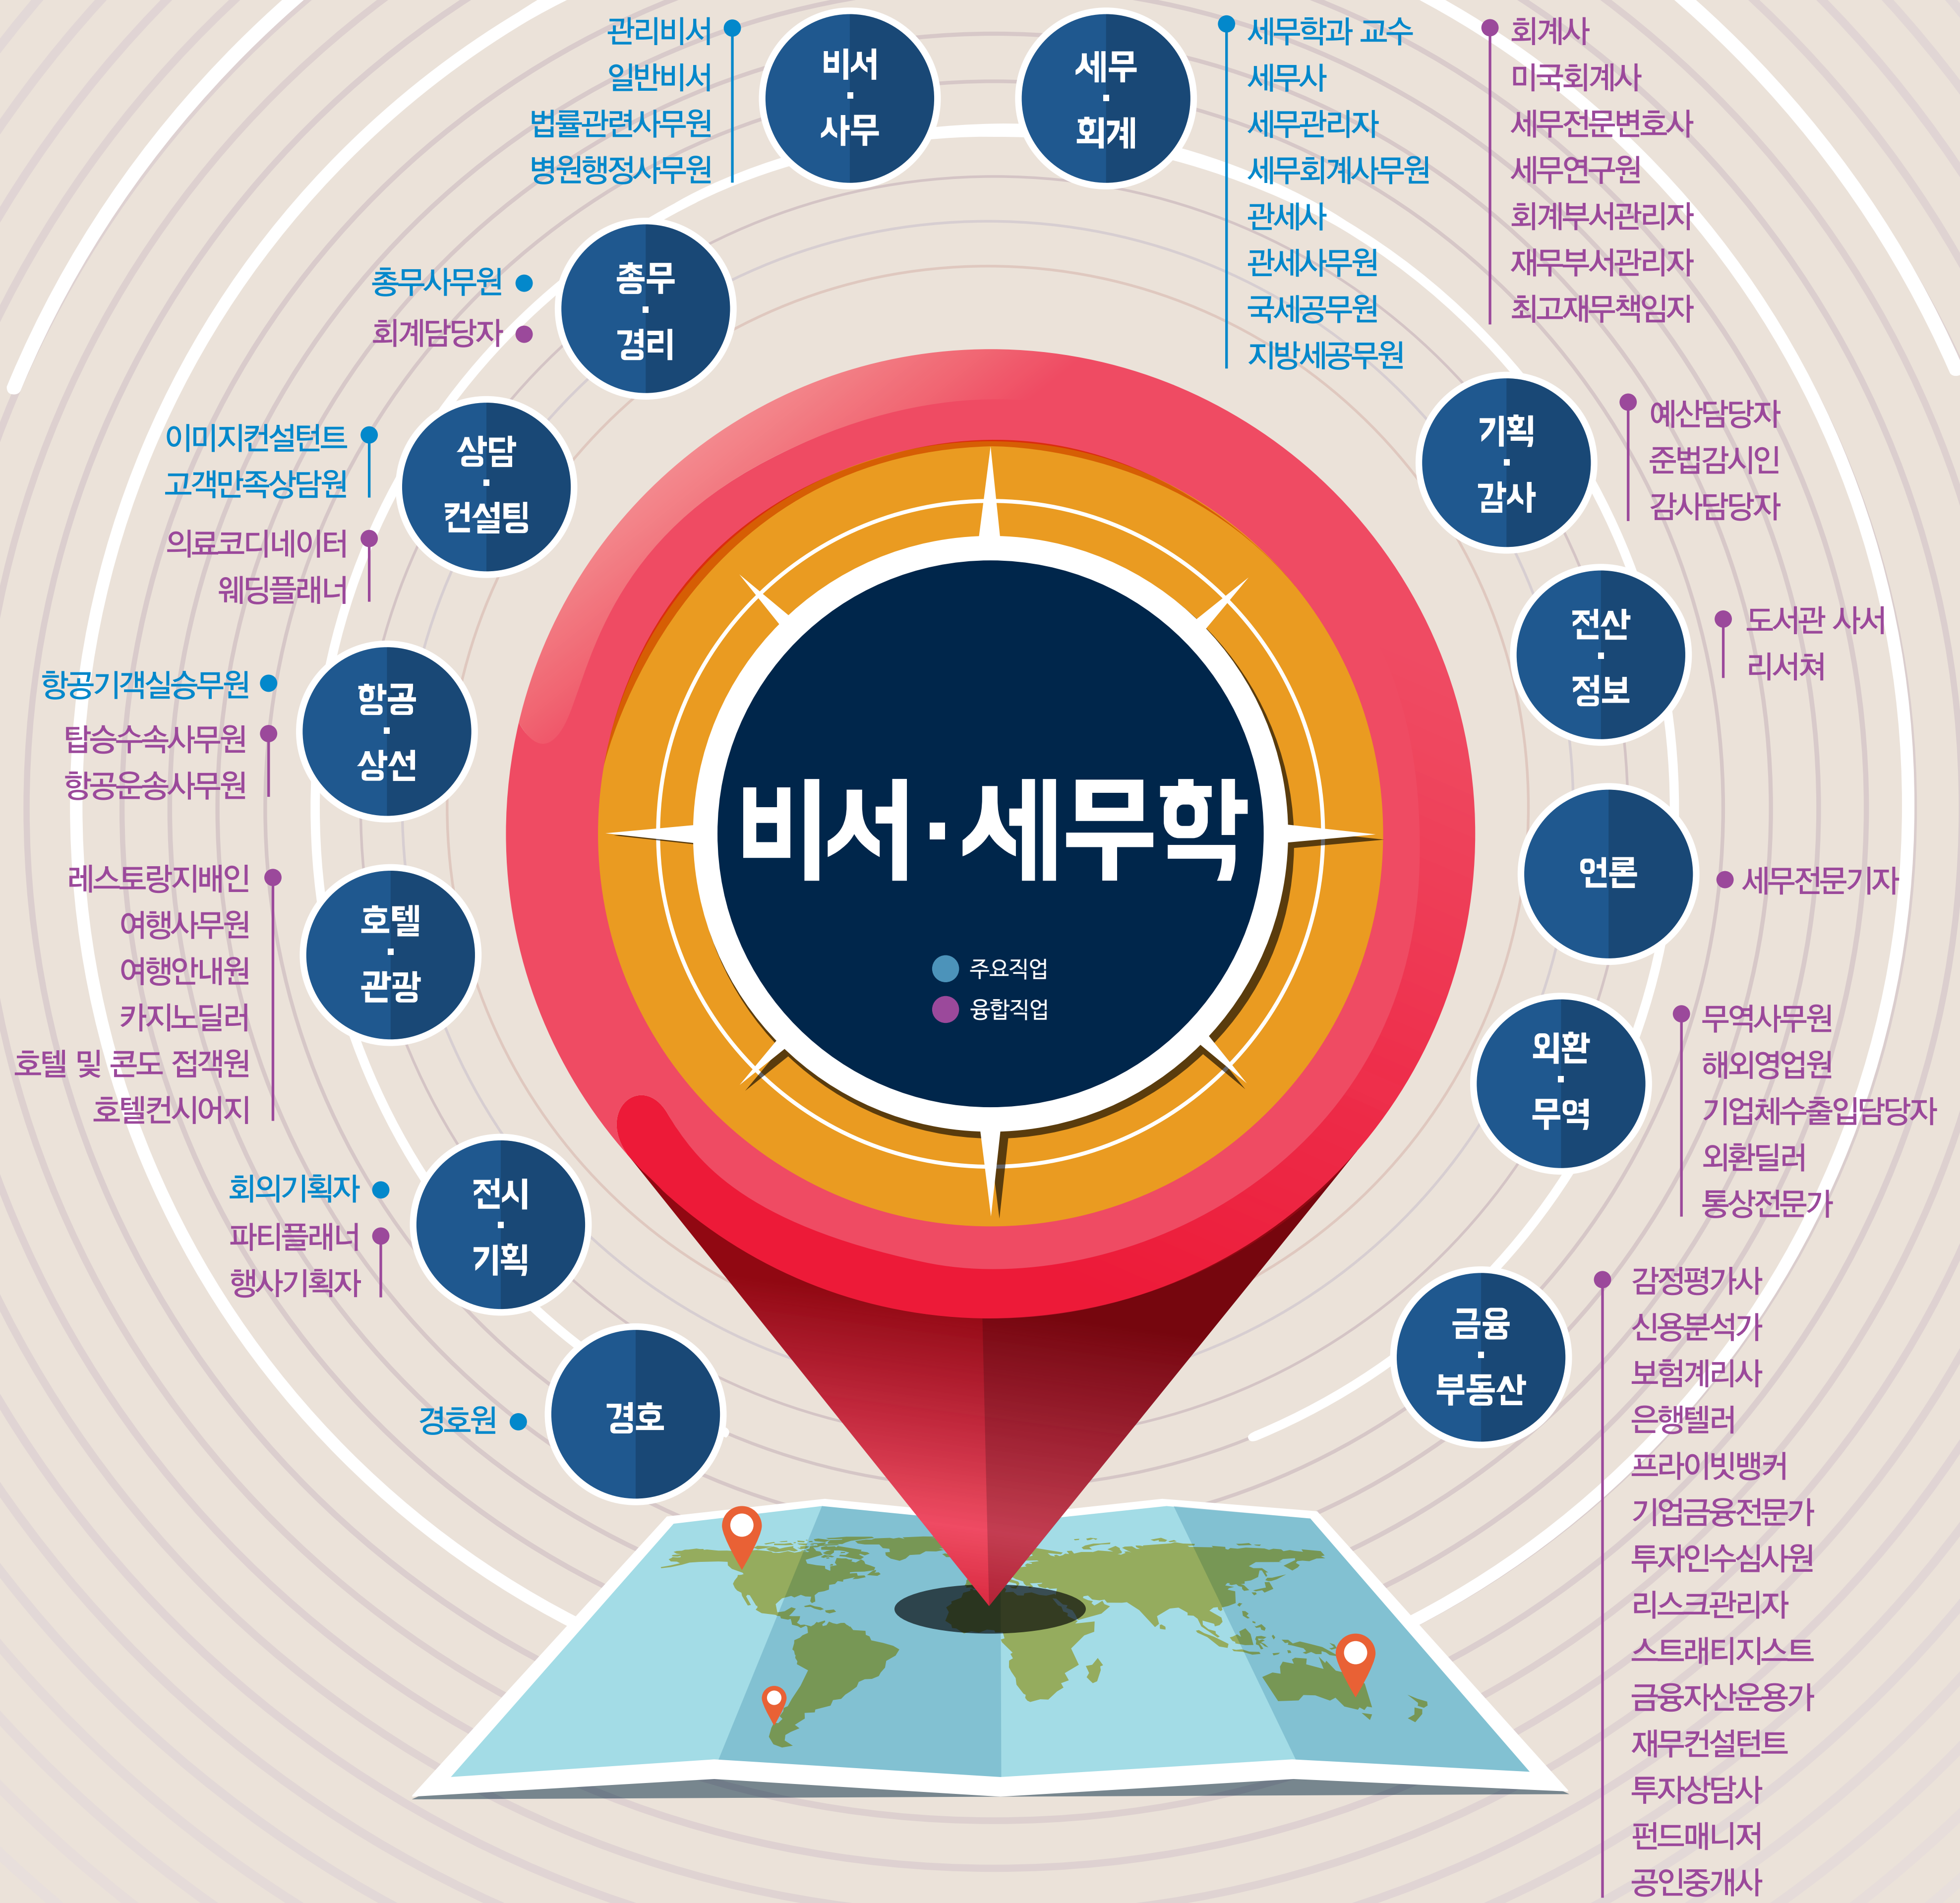 비서·세무학
주요직업
융합직업
비서
·
사무
관리비서
일반비서
법률관련사무원
병원행정사무원
세무
·
회계
세무학과 교수
세무사
세무관리자
세무회계사무원
관세사
관세사무원
국세공무원
지방세공무원
회계사
미국회계사
세무전문변호사
세무연구원
회계부서관리자
재무부서관리자
최고재무책임자
총무
·
경리
총무사무원
회계담당자
상담
·
컨설팅
이미지컨설턴트
고객만족상담원
의료코디네이터
웨딩플래너
항공
·
상선
항공기객실승무원
탑승수속사무원
항공운송사무원
호텔
·
관광
레스토랑지배인
여행사무원
여행안내원
카지노딜러
호텔 및 콘도 접객원
호텔컨시어지
전시
·
기획
회의기획자
파티플래너
행사기획자
경호
경호원
기획
·
감사
예산담당자
준법감시인
감사담당자
전산
·
정보
도서관 사서
리서쳐
언론
세무전문기자
외환
·
무역
무역사무원
해외영업원
기업체수출입담당자
외환딜러
통상전문가
금융
·
부동산
감정평가사
신용분석가
보험계리사
은행텔러
프라이빗뱅커
기업금융전문가
투자인수심사원
리스크관리자
스트래티지스트
금융자산운용가
재무컨설턴트
투자상담사
펀드매니저
공인중개사